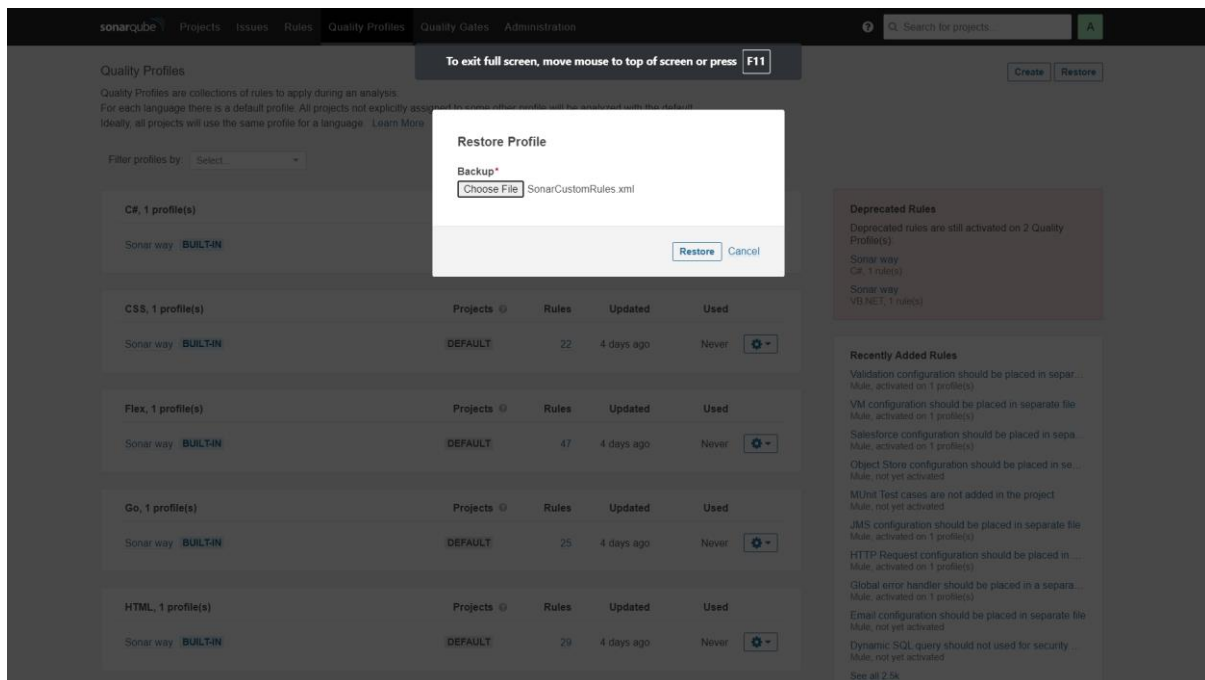 sonarqube Projects Issues Rules Quality Profiles Quality Gates Administration Search for projects... A
To exit full screen, move mouse to top of screen or press F11
Quality Profiles
Create Restore
Quality Profiles are collections of rules to apply during an analysis.
For each language there is a default profile. All projects not explicitly assigned to some other profile will be analyzed with the default.
Ideally, all projects will use the same profile for a language. Learn More
Filter profiles by: Select...
Restore Profile
Backup*
Choose File SonarCustomRules.xml
Restore Cancel
C#, 1 profile(s)
Sonar way BUILT-IN
CSS, 1 profile(s) Projects Rules Updated Used
Sonar way BUILT-IN DEFAULT 22 4 days ago Never
Flex, 1 profile(s) Projects Rules Updated Used
Sonar way BUILT-IN DEFAULT 47 4 days ago Never
Go, 1 profile(s) Projects Rules Updated Used
Sonar way BUILT-IN DEFAULT 25 4 days ago Never
HTML, 1 profile(s) Projects Rules Updated Used
Sonar way BUILT-IN DEFAULT 29 4 days ago Never
Deprecated Rules
Deprecated rules are still activated on 2 Quality
Profile(s):
Sonar way
C#, 1 rule(s)
Sonar way
VB.NET, 1 rule(s)
Recently Added Rules
Validation configuration should be placed in separ...
Mule, activated on 1 profile(s)
VM configuration should be placed in separate file
Mule, activated on 1 profile(s)
Salesforce configuration should be placed in sepa...
Mule, activated on 1 profile(s)
Object Store configuration should be placed in se...
Mule, not yet activated
MUnit Test cases are not added in the project
Mule, not yet activated
JMS configuration should be placed in separate file
Mule, activated on 1 profile(s)
HTTP Request configuration should be placed in ...
Mule, activated on 1 profile(s)
Global error handler should be placed in a separa...
Mule, activated on 1 profile(s)
Email configuration should be placed in separate file
Mule, not yet activated
Dynamic SQL query should not used for security ...
Mule, not yet activated
See all 2.5k